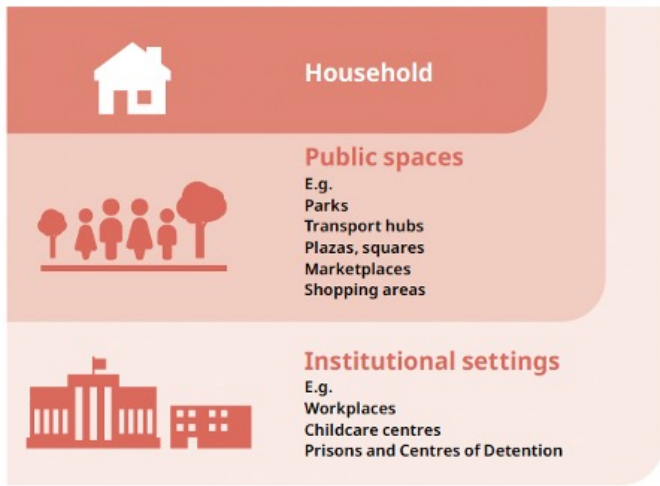 Household
Public spaces
E.g.
Parks
Transport hubs
Plazas, squares
Marketplaces
Shopping areas
Institutional settings
E.g.
Workplaces
Childcare centres
Prisons and Centres of Detention